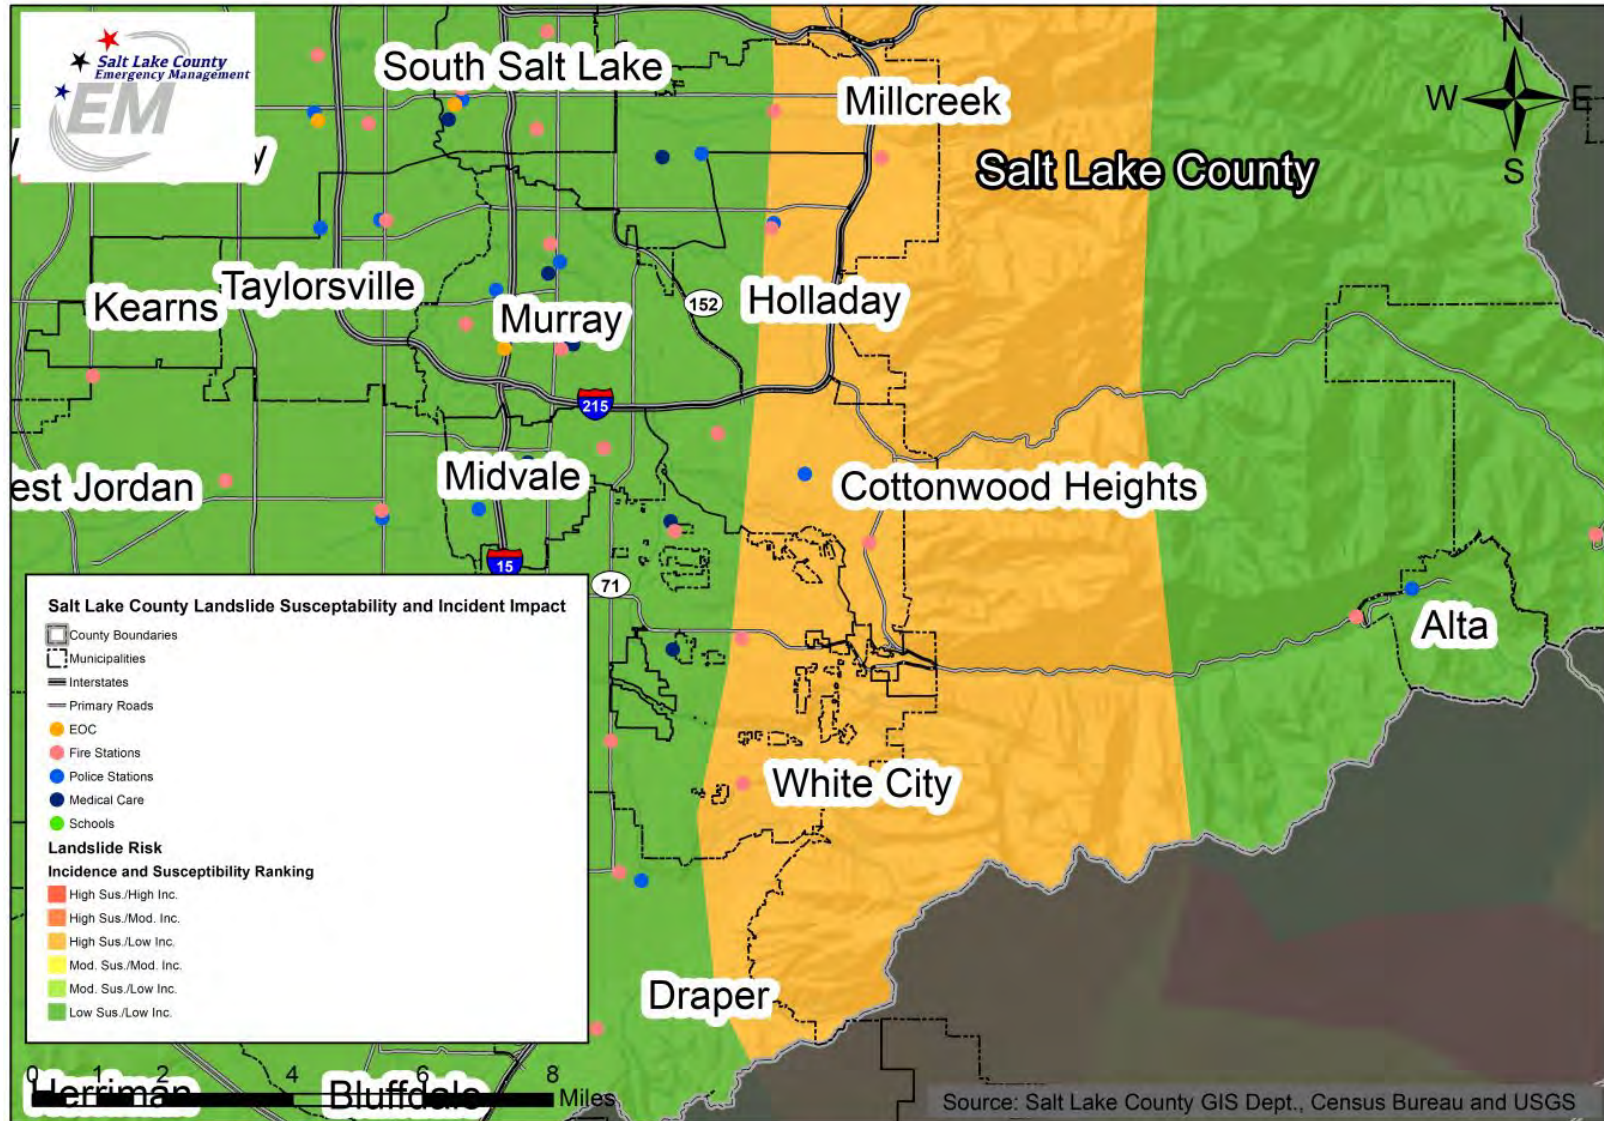 Salt Lake County
Emergency Management
EM
South Salt Lake
Millcreek
N
W
E
S
Salt Lake County
y
Taylorsville
Kearns
Murray
152
Holladay
215
est Jordan
Midvale
Cottonwood Heights
15
71
Alta
White City
Draper
Salt Lake County Landslide Susceptability and Incident Impact
County Boundaries
Municipalities
Interstates
Primary Roads
EOC
Fire Stations
Police Stations
Medical Care
Schools
Landslide Risk
Incidence and Susceptibility Ranking
High Sus./High Inc.
High Sus./Mod. Inc.
High Sus./Low Inc.
Mod. Sus./Mod. Inc.
Mod. Sus./Low Inc.
Low Sus./Low Inc.
0 1 2 4 6 8
Miles
Herriman
Bluffdale
Source: Salt Lake County GIS Dept., Census Bureau and USGS